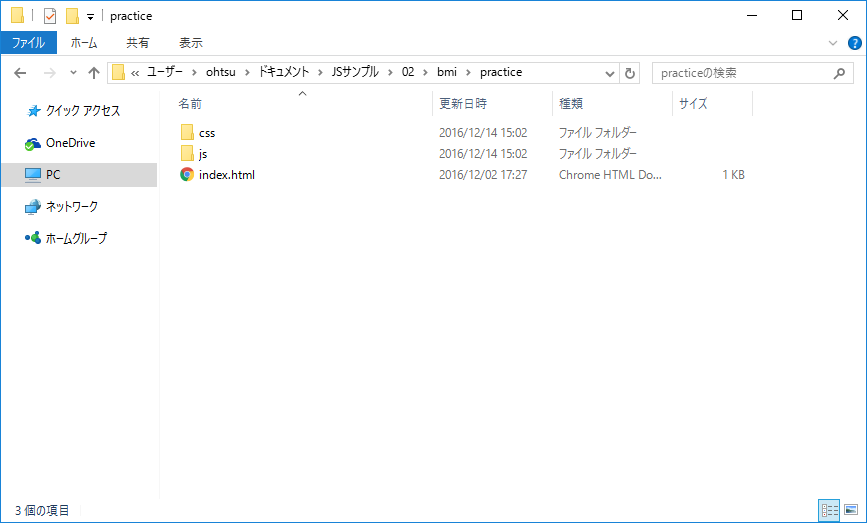 practice
ファイル ホーム 共有 表示
« ユーザー › ohtsu › ドキュメント › JSサンプル › 02 › bmi › practice practiceの検索
名前 更新日時 種類 サイズ
クイック アクセス
OneDrive
PC
ネットワーク
ホームグループ
css 2016/12/14 15:02 ファイル フォルダー
js 2016/12/14 15:02 ファイル フォルダー
index.html 2016/12/02 17:27 Chrome HTML Do... 1 KB
3 個の項目